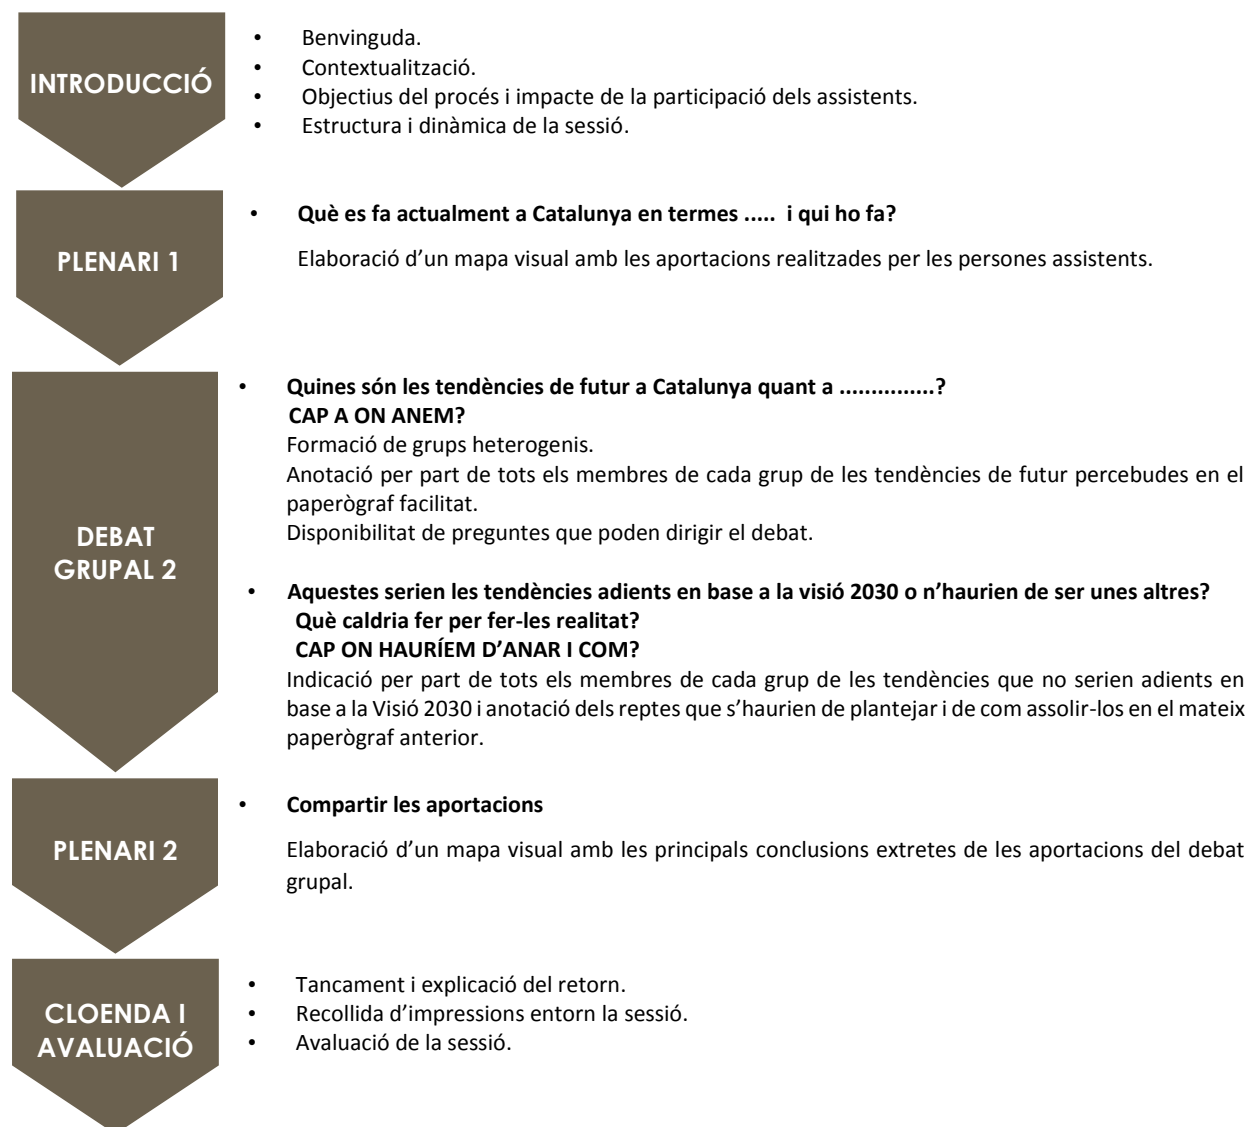 INTRODUCCIÓ
• Benvinguda.
• Contextualització.
• Objectius del procés i impacte de la participació dels assistents.
• Estructura i dinàmica de la sessió.
PLENARI 1
• Què es fa actualment a Catalunya en termes ..... i qui ho fa?
Elaboració d’un mapa visual amb les aportacions realitzades per les persones assistents.
DEBAT
GRUPAL 2
• Quines són les tendències de futur a Catalunya quant a ...............?
CAP A ON ANEM?
Formació de grups heterogenis.
Anotació per part de tots els membres de cada grup de les tendències de futur percebudes en el
paperògraf facilitat.
Disponibilitat de preguntes que poden dirigir el debat.
• Aquestes serien les tendències adients en base a la visió 2030 o n’haurien de ser unes altres?
Què caldria fer per fer-les realitat?
CAP ON HAURÍEM D’ANAR I COM?
Indicació per part de tots els membres de cada grup de les tendències que no serien adients en
base a la Visió 2030 i anotació dels reptes que s’haurien de plantejar i de com assolir-los en el mateix
paperògraf anterior.
PLENARI 2
• Compartir les aportacions
Elaboració d’un mapa visual amb les principals conclusions extretes de les aportacions del debat
grupal.
CLOENDA I
AVALUACIÓ
• Tancament i explicació del retorn.
• Recollida d’impressions entorn la sessió.
• Avaluació de la sessió.